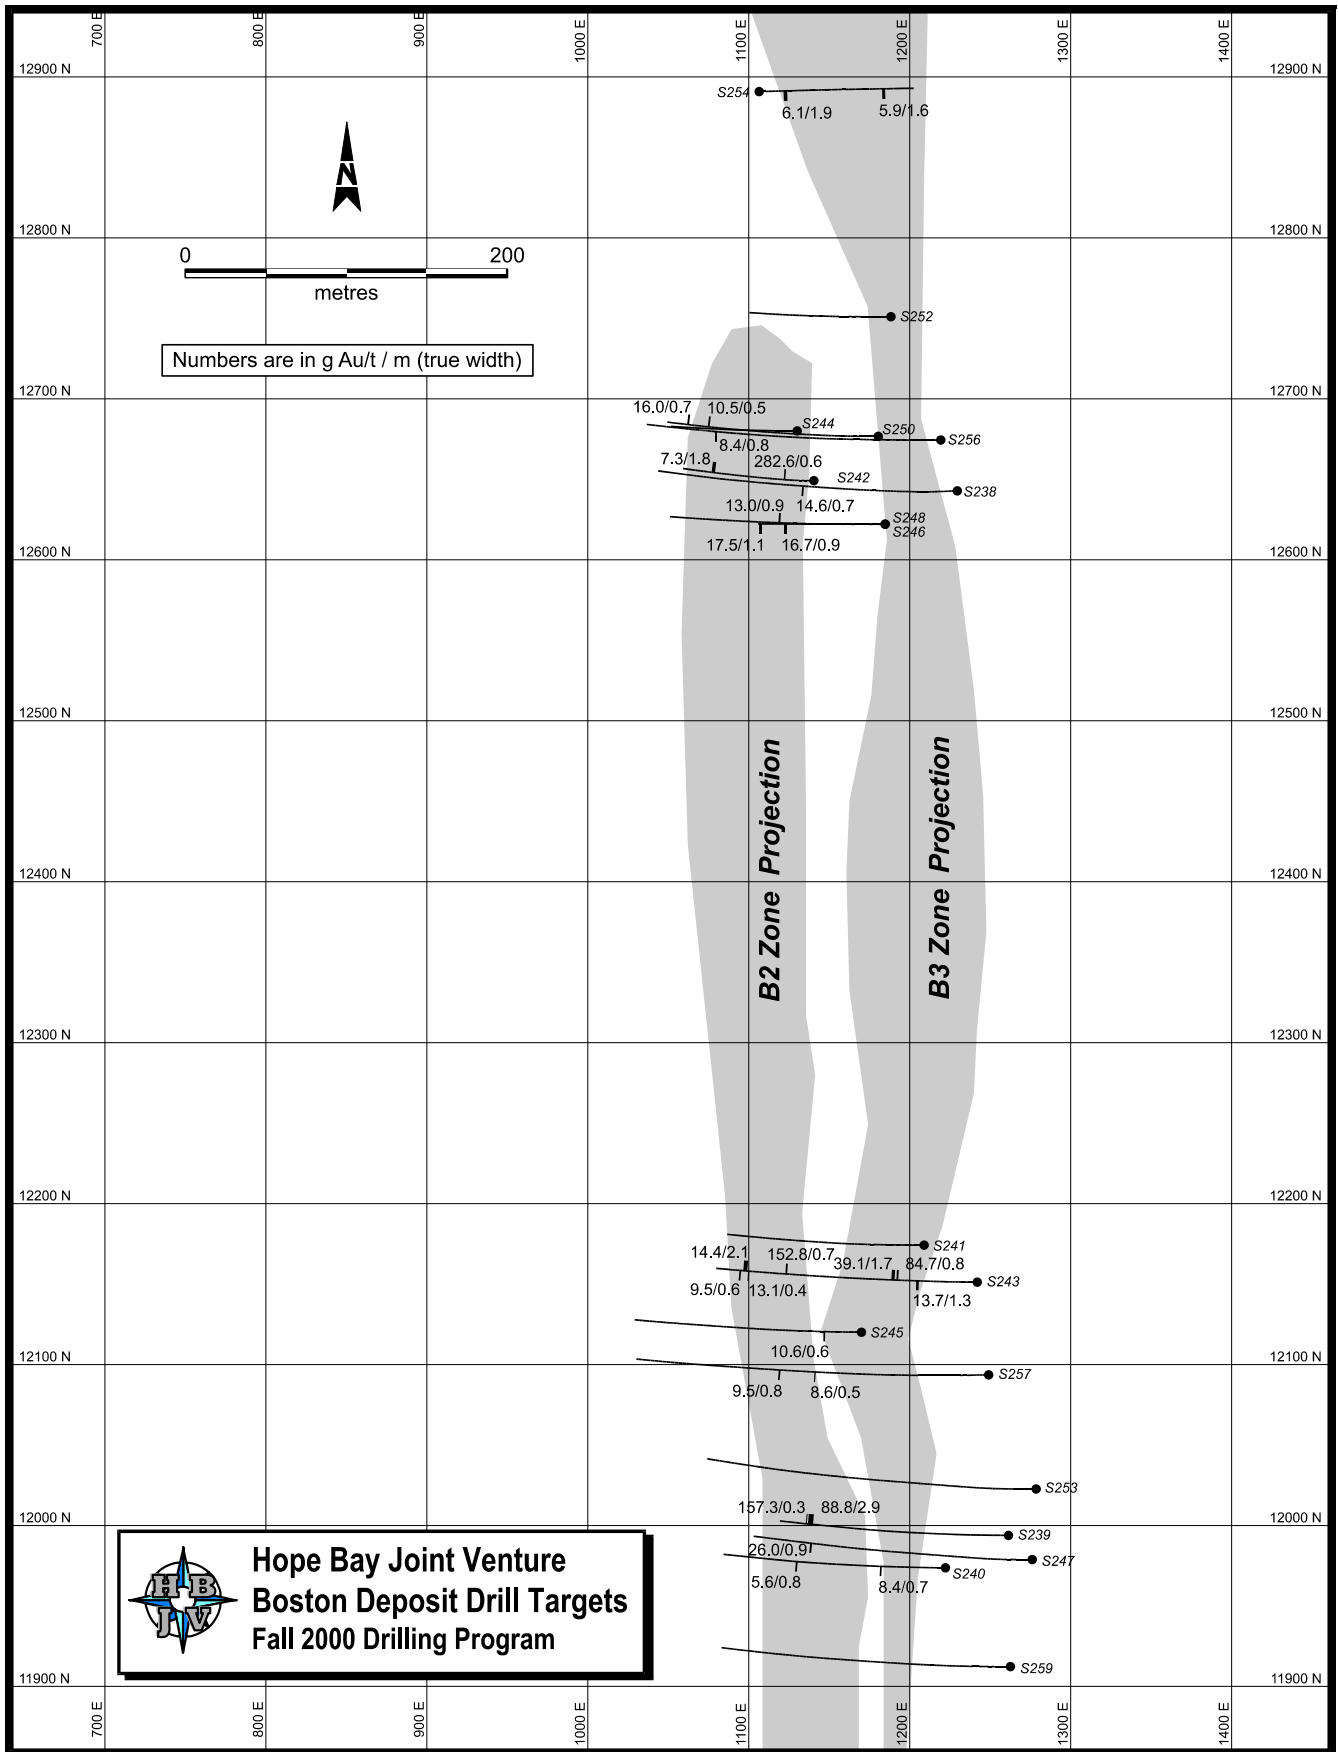 700 E
800 E
900 E
1000 E
1100 E
1200 E
1300 E
1400 E
12900 N
12900 N
S254
6.1/1.9
5.9/1.6
N
12800 N
12800 N
0
200
metres
S252
Numbers are in g Au/t / m (true width)
12700 N
12700 N
16.0/0.7
10.5/0.5
S244
S250
S256
8.4/0.8
7.3/1.8
282.6/0.6
S242
S238
13.0/0.9
14.6/0.7
S248
S246
17.5/1.1
16.7/0.9
12600 N
12600 N
12500 N
12500 N
B2 Zone Projection
B3 Zone Projection
12400 N
12400 N
12300 N
12300 N
12200 N
12200 N
S241
14.4/2.1
152.8/0.7
39.1/1.7
84.7/0.8
S243
9.5/0.6
13.1/0.4
13.7/1.3
S245
10.6/0.6
12100 N
12100 N
S257
9.5/0.8
8.6/0.5
S253
157.3/0.3
88.8/2.9
12000 N
12000 N
S239
26.0/0.9
S247
S240
5.6/0.8
8.4/0.7
HBJV
Hope Bay Joint Venture
Boston Deposit Drill Targets
Fall 2000 Drilling Program
S259
11900 N
11900 N
700 E
800 E
900 E
1000 E
1100 E
1200 E
1300 E
1400 E